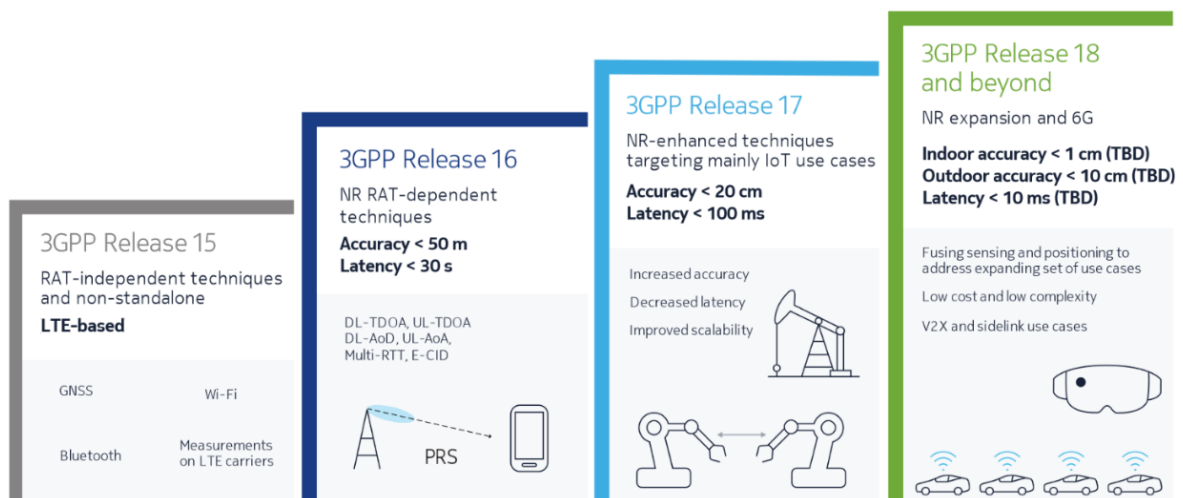 3GPP Release 15
RAT-independent techniques
and non-standalone
LTE-based
GNSS
Wi-Fi
Bluetooth
Measurements
on LTE carriers
3GPP Release 16
NR RAT-dependent
techniques
Accuracy < 50 m
Latency < 30 s
DL-TDOA, UL-TDOA
DL-AoD, UL-AoA,
Multi-RTT, E-CID
PRS
3GPP Release 17
NR-enhanced techniques
targeting mainly IoT use cases
Accuracy < 20 cm
Latency < 100 ms
Increased accuracy
Decreased latency
Improved scalability
3GPP Release 18
and beyond
NR expansion and 6G
Indoor accuracy < 1 cm (TBD)
Outdoor accuracy < 10 cm (TBD)
Latency < 10 ms (TBD)
Fusing sensing and positioning to
address expanding set of use cases
Low cost and low complexity
V2X and sidelink use cases